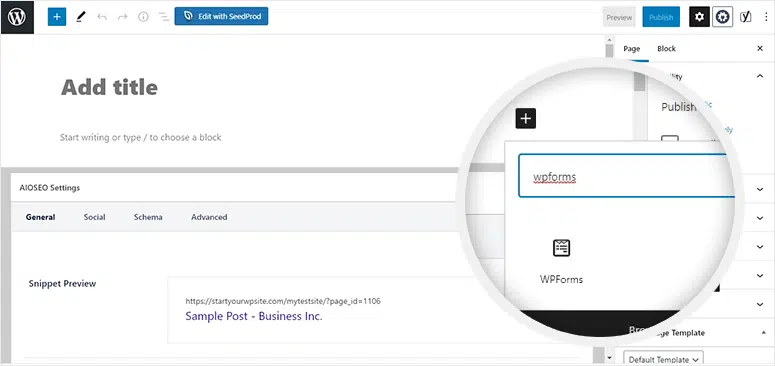 Edit with SeedProd
Preview
Publish
Page
Block
Add title
Publish
Start writing or type / to choose a block
wpforms
AIOSEO Settings
General
Social
Schema
Advanced
WPForms
Snippet Preview
https://startyourwpsite.com/mytestsite/?page_id=1106
Sample Post - Business Inc.
Template
Default Template